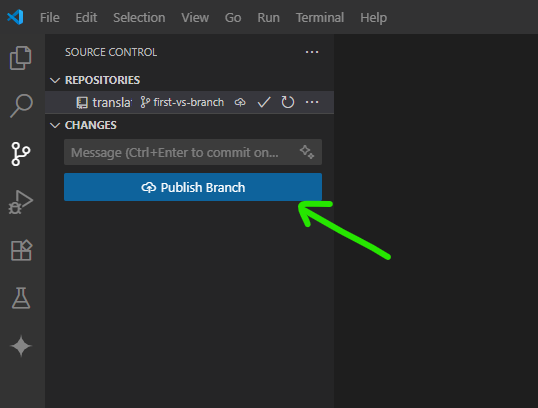 File Edit Selection View Go Run Terminal Help
SOURCE CONTROL
REPOSITORIES
transla first-vs-branch
CHANGES
Message (Ctrl+Enter to commit on...
Publish Branch